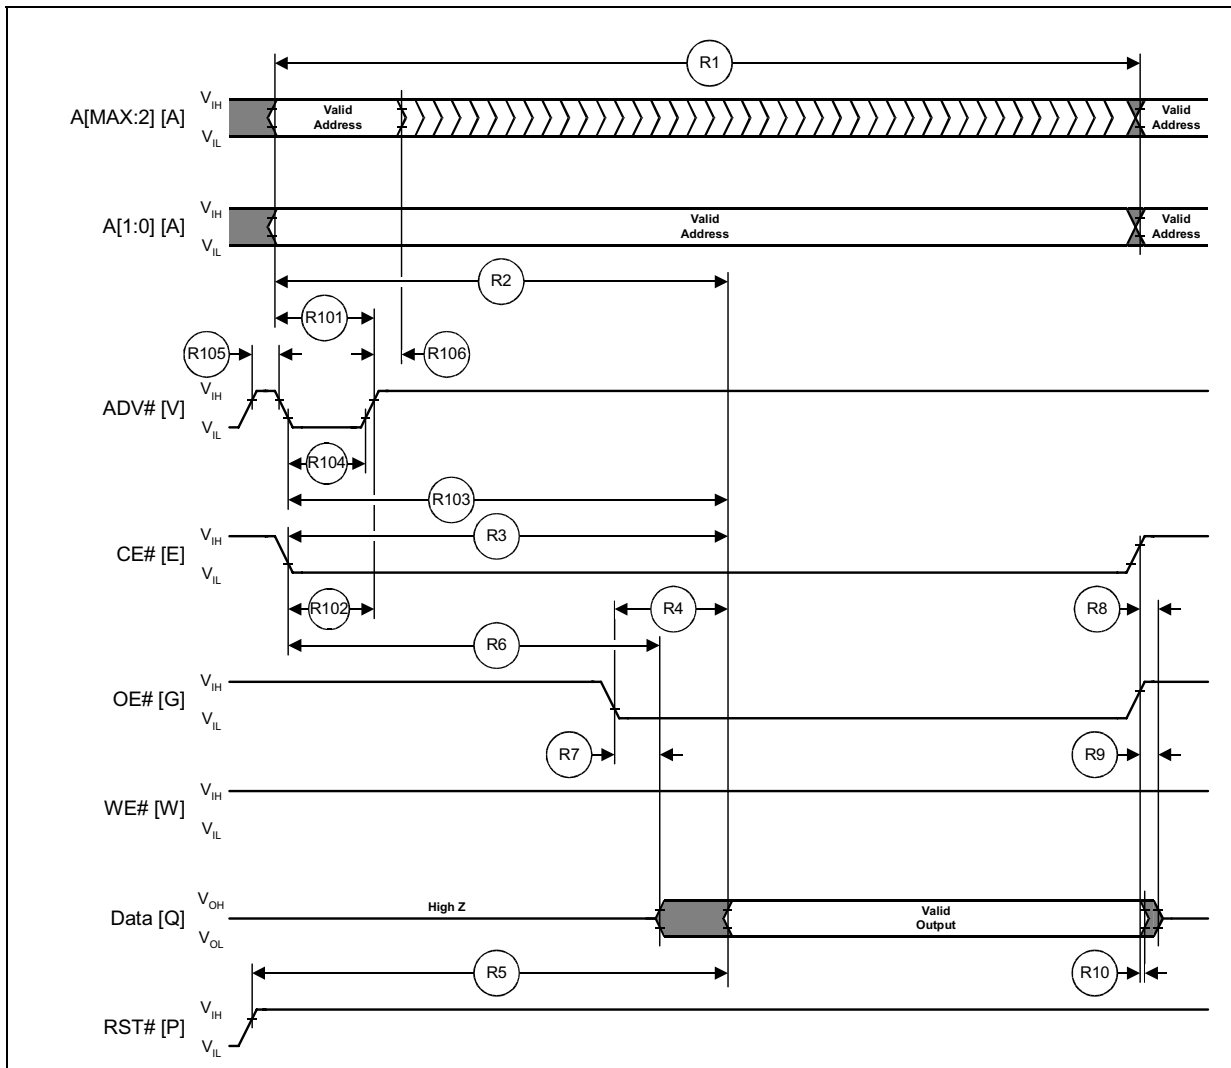 R1
V_IH
A[MAX:2] [A]
V_IL
Valid
Address
Valid
Address
V_IH
A[1:0] [A]
V_IL
Valid
Address
Valid
Address
R2
R101
R105
R106
V_IH
ADV# [V]
V_IL
R104
R103
V_IH
R3
CE# [E]
V_IL
R102
R4
R8
R6
V_IH
OE# [G]
V_IL
R7
R9
V_IH
WE# [W]
V_IL
V_OH
High Z
Data [Q]
Valid
Output
V_OL
R5
R10
V_IH
RST# [P]
V_IL